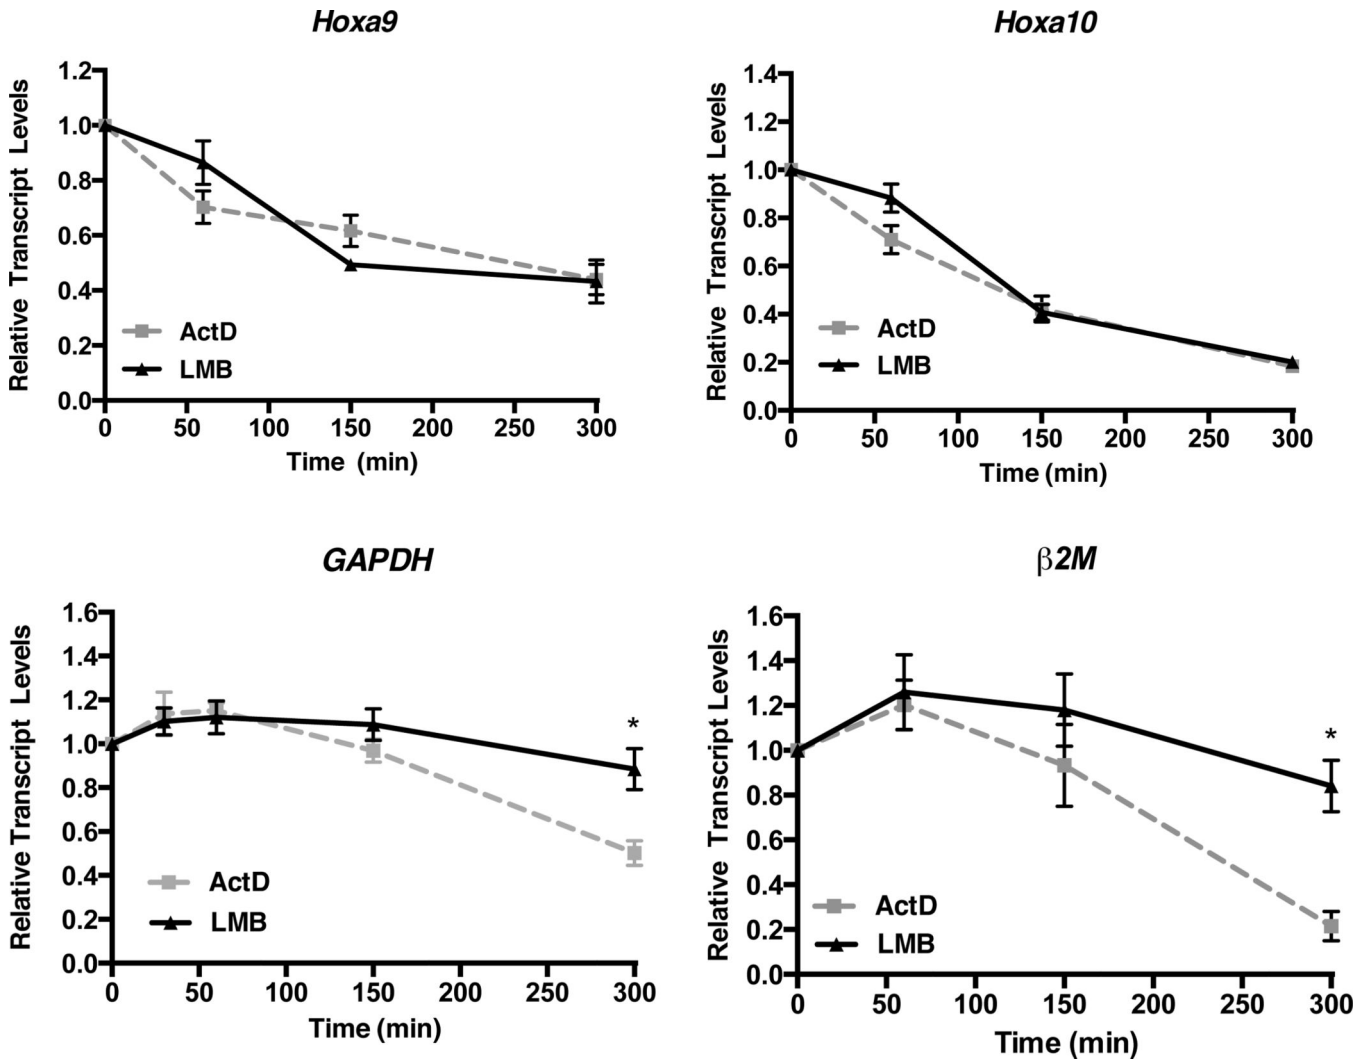 Hoxa9
1.2
1.0
0.8
0.6
0.4
0.2
0.0
Relative Transcript Levels
ActD
LMB
0 50 100 150 200 250 300
Time (min)
Hoxa10
1.4
1.2
1.0
0.8
0.6
0.4
0.2
0.0
Relative Transcript Levels
ActD
LMB
0 50 100 150 200 250 300
Time (min)
GAPDH
1.6
1.4
1.2
1.0
0.8
0.6
0.4
0.2
0.0
Relative Transcript Levels
*
ActD
LMB
0 50 100 150 200 250 300
Time (min)
β2M
1.6
1.4
1.2
1.0
0.8
0.6
0.4
0.2
0.0
Relative Transcript Levels
*
ActD
LMB
0 50 100 150 200 250 300
Time (min)